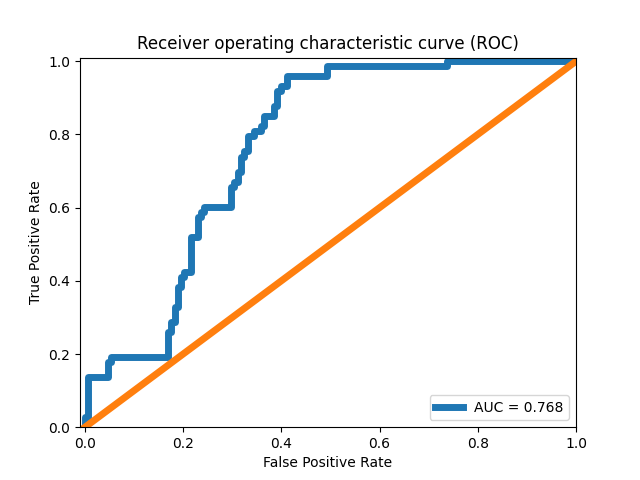 Receiver operating characteristic curve (ROC)
1.0
0.8
0.6
0.4
0.2
0.0
True Positive Rate
AUC = 0.768
0.0 0.2 0.4 0.6 0.8 1.0
False Positive Rate